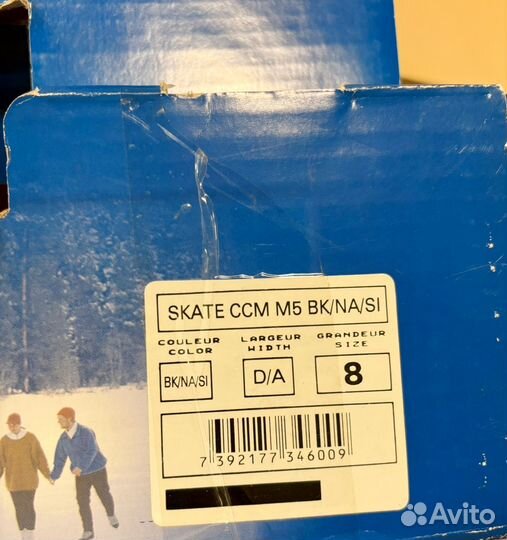 SKATE CCM M5 BK/NA/SI
COULEUR LARGEUR GRANDEUR
COLOR WIDTH SIZE
BK/NA/SI D/A 8
7 392177 346009
Avito